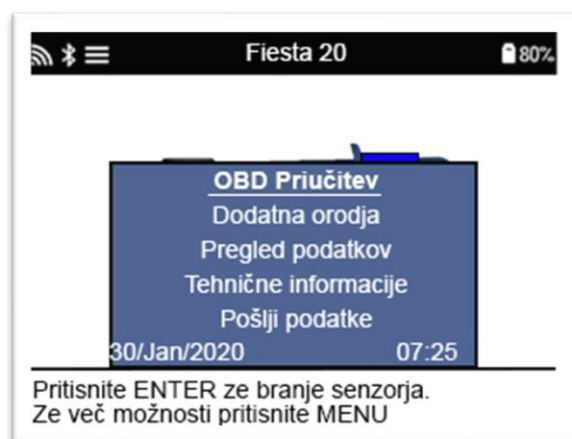 Fiesta 20 80%
OBD Priučitev
Dodatna orodja
Pregled podatkov
Tehnične informacije
Pošlji podatke
30/Jan/2020 07:25
Pritisnite ENTER ze branje senzorja.
Ze več možnosti pritisnite MENU